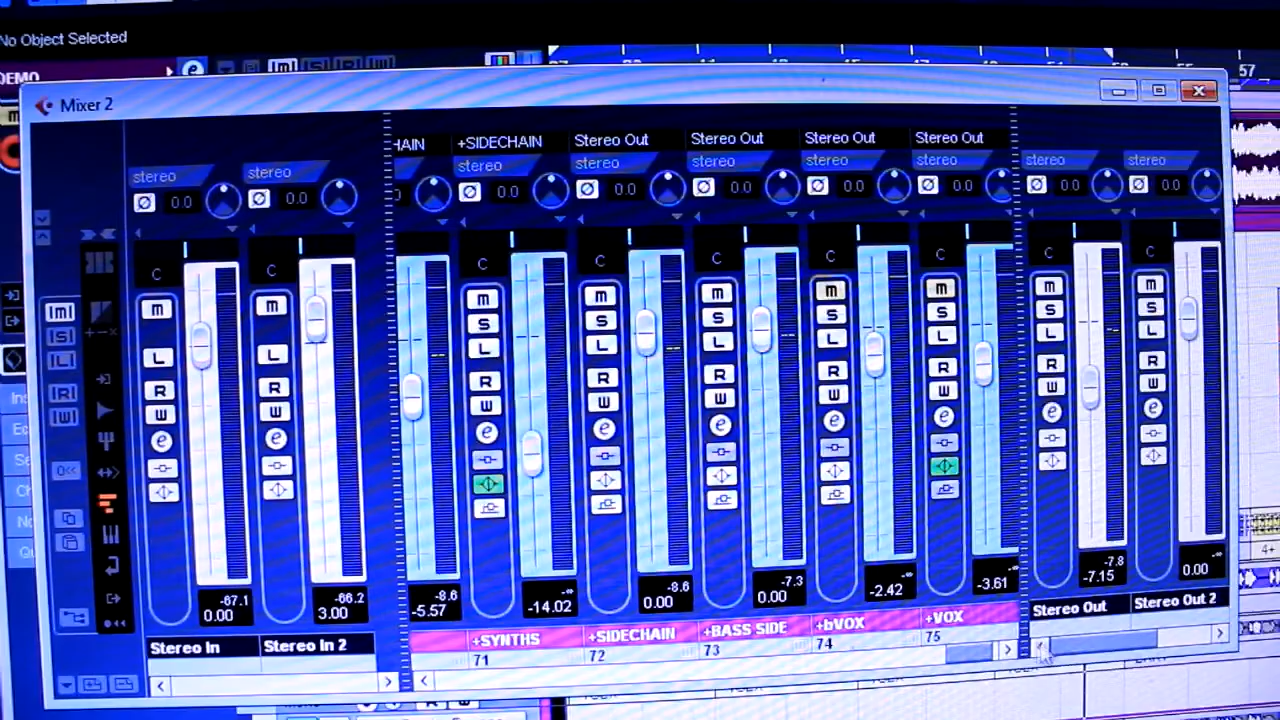 No Object Selected
DEMO
57
Mixer 2
HAIN +SIDECHAIN Stereo Out Stereo Out Stereo Out Stereo Out
stereo stereo stereo stereo stereo stereo stereo stereo stereo
0.0 0.0 0.0 0.0 0.0 0.0 0.0 0.0 0.0
C C C C C C C C C
m m m m m m m m m
S S S S S S S
L L L L L L L L L
R R R R R R R R R
W W W W W W W W W
e e e e e e e e e
[M]
[S]
[L]
[R]
[W]
-67.1 -66.2 -8.6 -∞ -8.6 -7.3 -∞ -∞ -7.8 -∞
0.00 3.00 -5.57 -14.02 0.00 0.00 -2.42 -3.61 -7.15 0.00
Stereo In Stereo In 2 +SYNTHS +SIDECHAIN +BASS SIDE +bVOX +VOX Stereo Out Stereo Out 2
71 72 73 74 75
4+